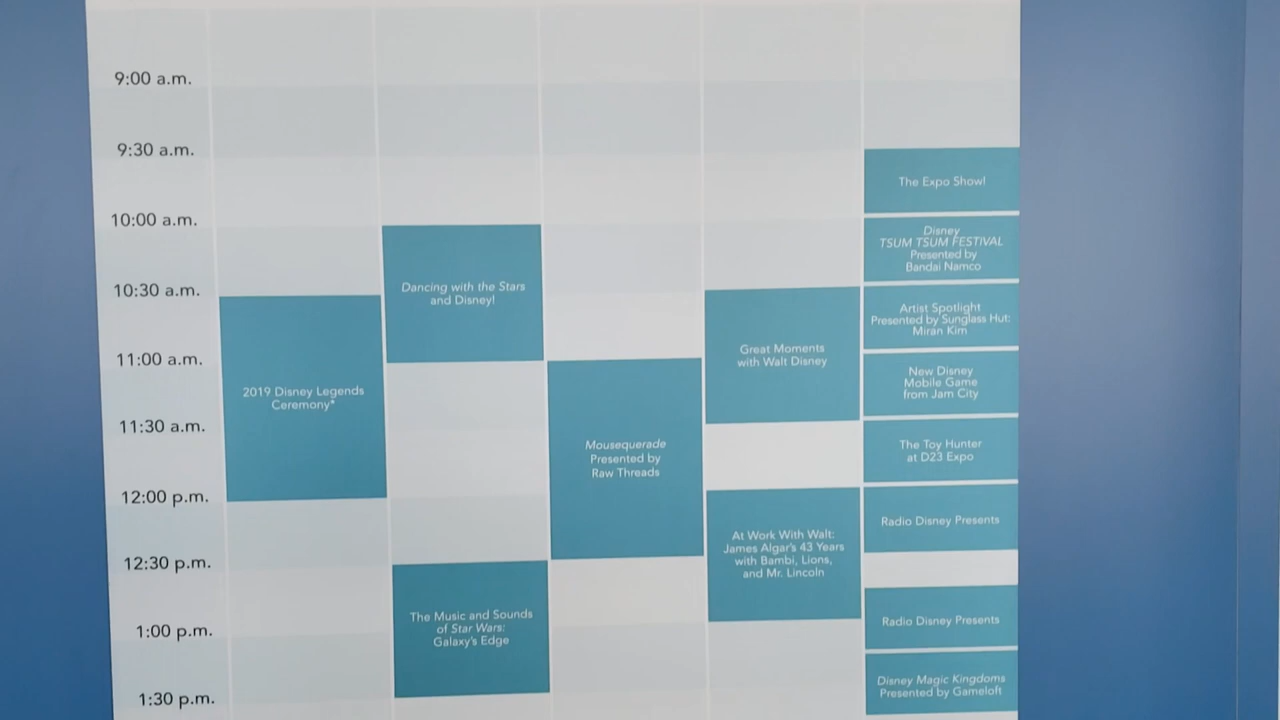 9:00 a.m.
9:30 a.m.
10:00 a.m.
10:30 a.m.
11:00 a.m.
11:30 a.m.
12:00 p.m.
12:30 p.m.
1:00 p.m.
1:30 p.m.
2019 Disney Legends
Ceremony*
Dancing with the Stars
and Disney!
The Music and Sounds
of Star Wars:
Galaxy's Edge
Mousequerade
Presented by
Raw Threads
Great Moments
with Walt Disney
At Work With Walt:
James Algar's 43 Years
with Bambi, Lions,
and Mr. Lincoln
The Expo Show!
Disney
TSUM TSUM FESTIVAL
Presented by
Bandai Namco
Artist Spotlight
Presented by Sunglass Hut:
Miran Kim
New Disney
Mobile Game
from Jam City
The Toy Hunter
at D23 Expo
Radio Disney Presents
Radio Disney Presents
Disney Magic Kingdoms
Presented by Gameloft